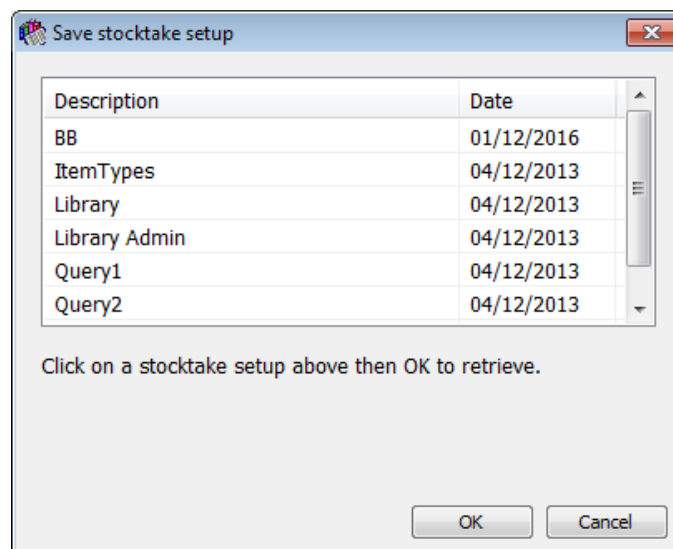 Save stocktake setup
Description Date
BB 01/12/2016
ItemTypes 04/12/2013
Library 04/12/2013
Library Admin 04/12/2013
Query1 04/12/2013
Query2 04/12/2013
Click on a stocktake setup above then OK to retrieve.
OK Cancel